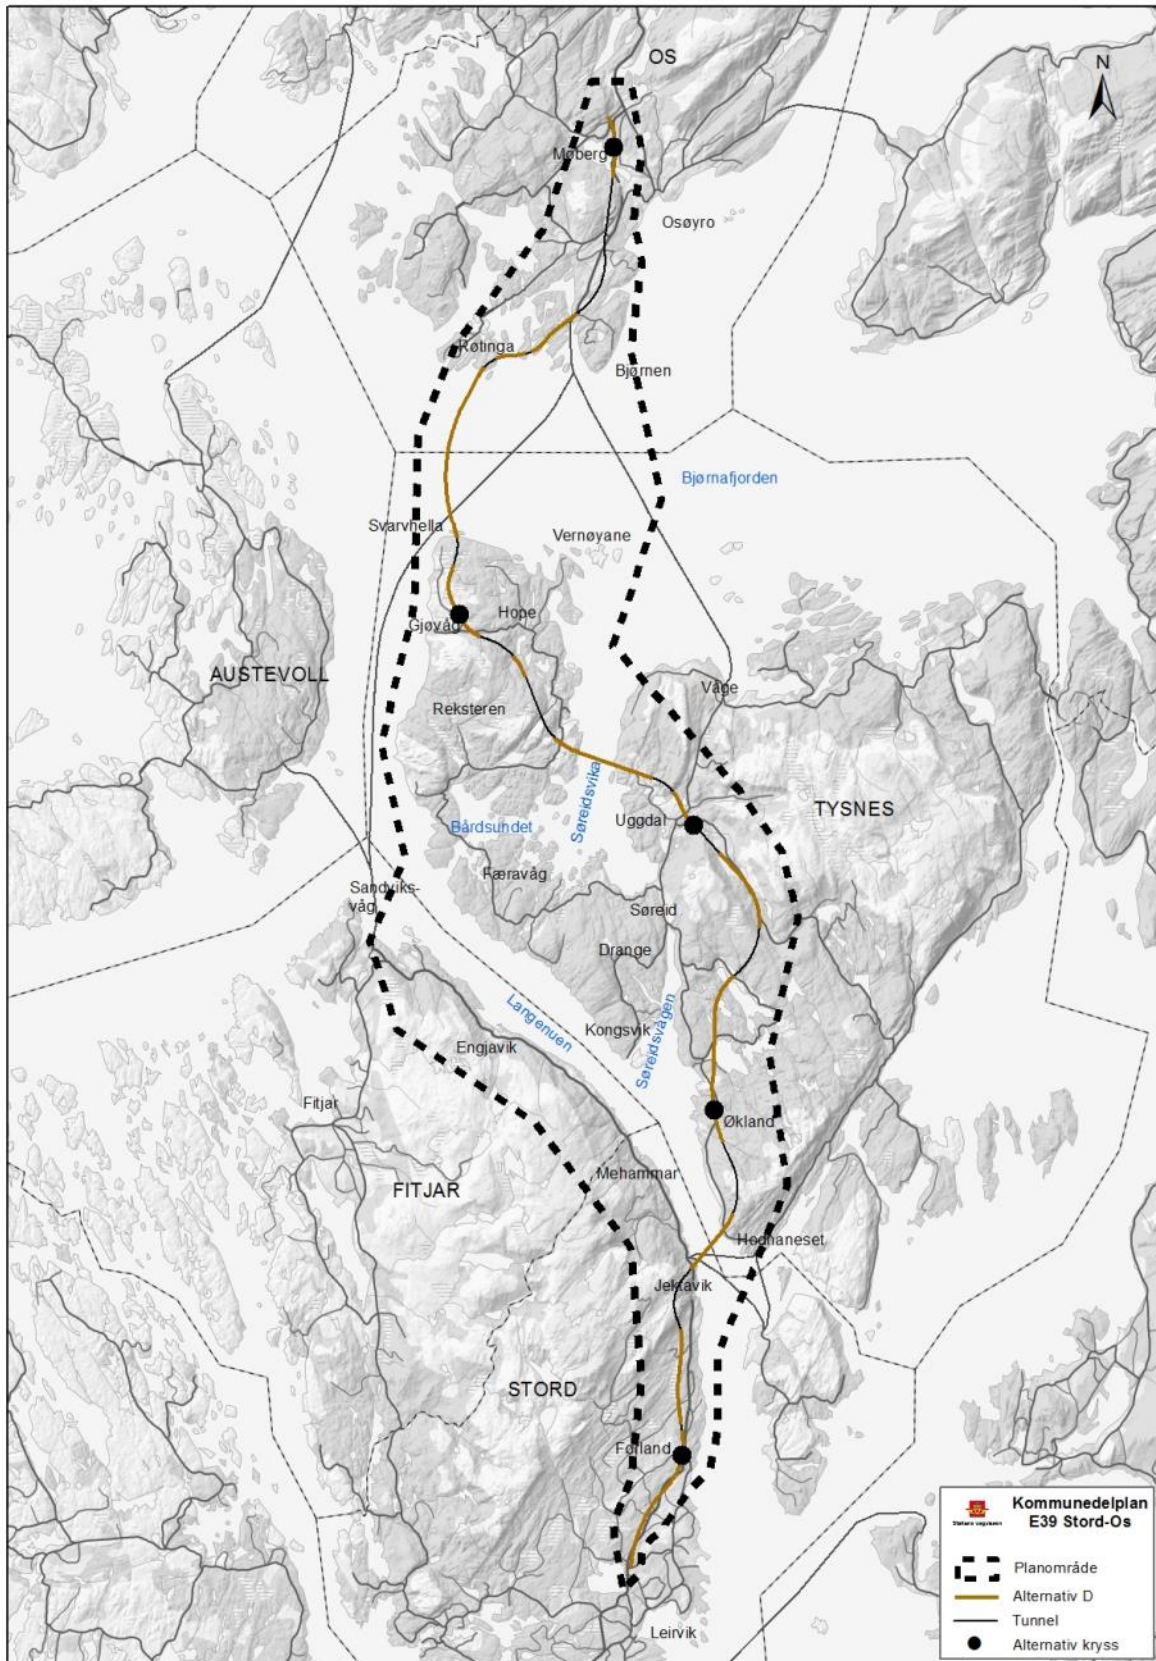 OS
N
Møberg
Osøyro
Røtinga
Bjørnen
Bjørnafjorden
Svarvhella
Vernøyane
Hope
Gjøvåg
AUSTEVOLL
Våge
Reksteren
Søreidsvika
TYSNES
Bårdsundet
Uggdal
Færavåg
Sandviks-
våg
Søreid
Drange
Langenuen
Søreidsvågen
Kongsvik
Engjavik
Fitjar
Økland
Mehammar
FITJAR
Hodnaneset
Jektavik
STORD
Førland
Leirvik
Statens vegvesen
Kommunedelplan
E39 Stord-Os
Planområde
Alternativ D
Tunnel
Alternativ kryss